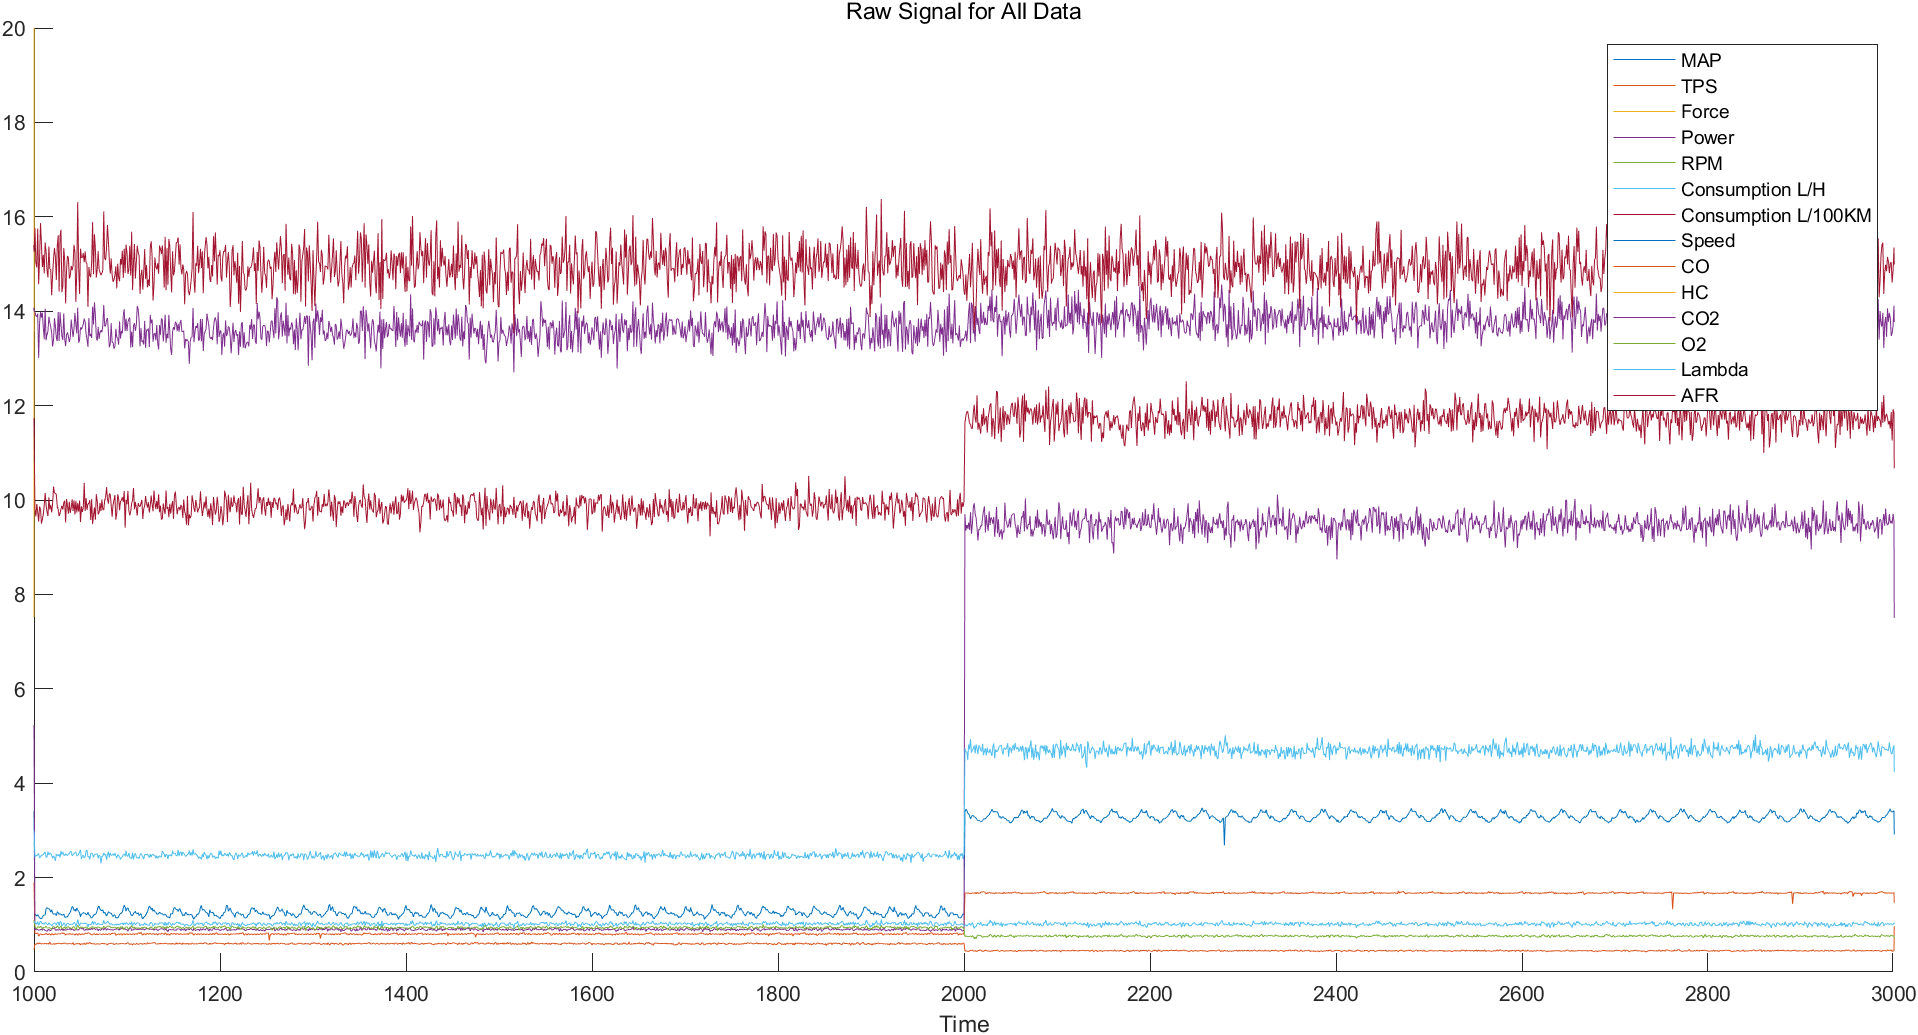 Raw Signal for All Data
20
18
16
14
12
10
8
6
4
2
0
MAP
TPS
Force
Power
RPM
Consumption L/H
Consumption L/100KM
Speed
CO
HC
CO2
O2
Lambda
AFR
1000 1200 1400 1600 1800 2000 2200 2400 2600 2800 3000
Time